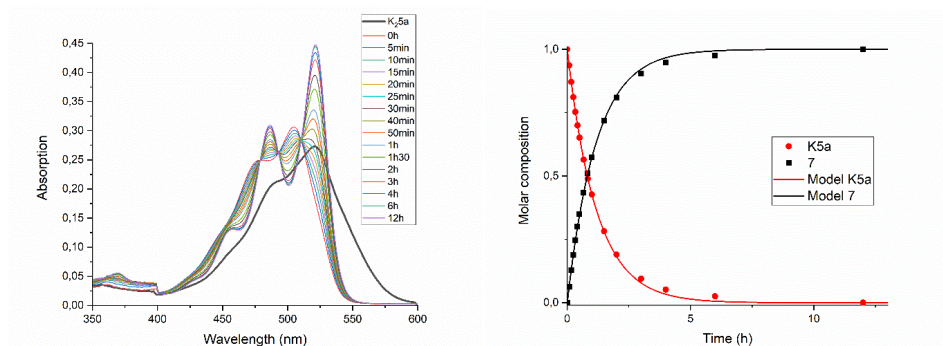 K₂5a
0h
5min
10min
15min
20min
25min
30min
40min
50min
1h
1h30
2h
3h
4h
6h
12h
0,45
0,40
0,35
0,30
0,25
0,20
0,15
0,10
0,05
0,00
350 400 450 500 550 600
Absorption
Wavelength (nm)
1,0
0,5
0,0
0 5 10
Molar composition
Time (h)
K5a
7
Model K5a
Model 7